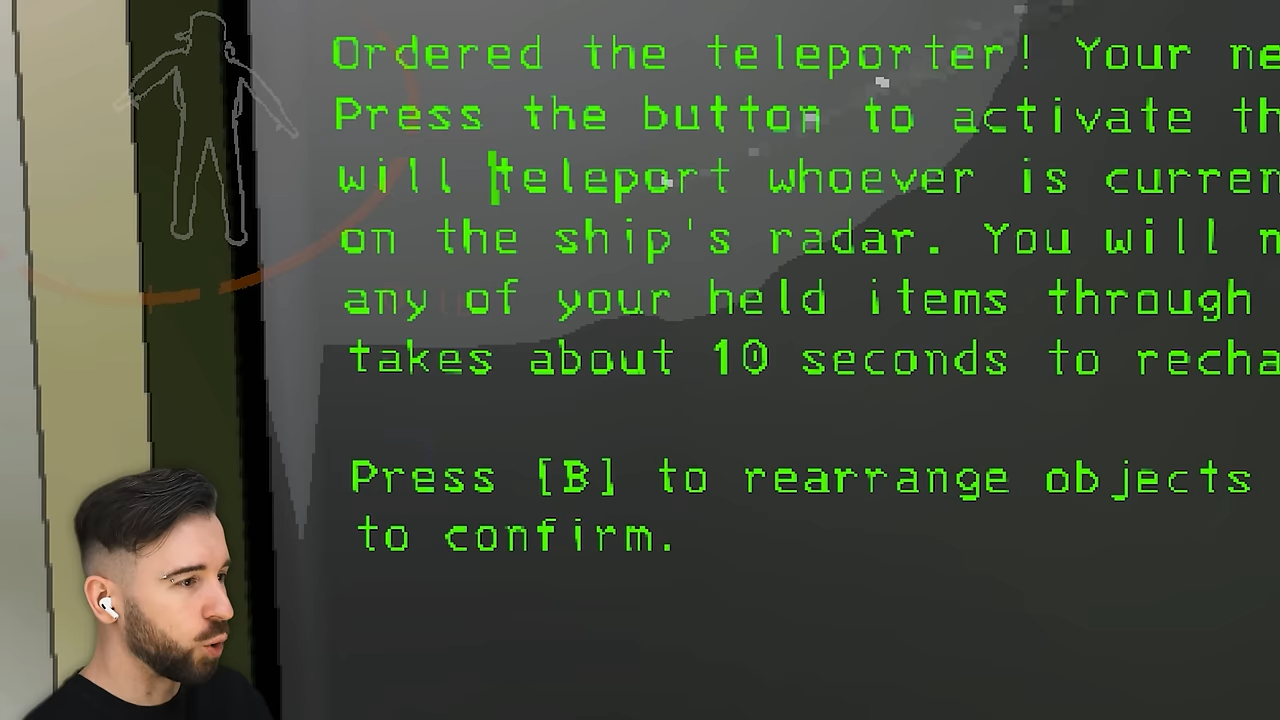 Ordered the teleporter! Your ne
Press the button to activate th
will teleport whoever is curren
on the ship's radar. You will n
any of your held items through
takes about 10 seconds to recha
Press [B] to rearrange objects
to confirm.